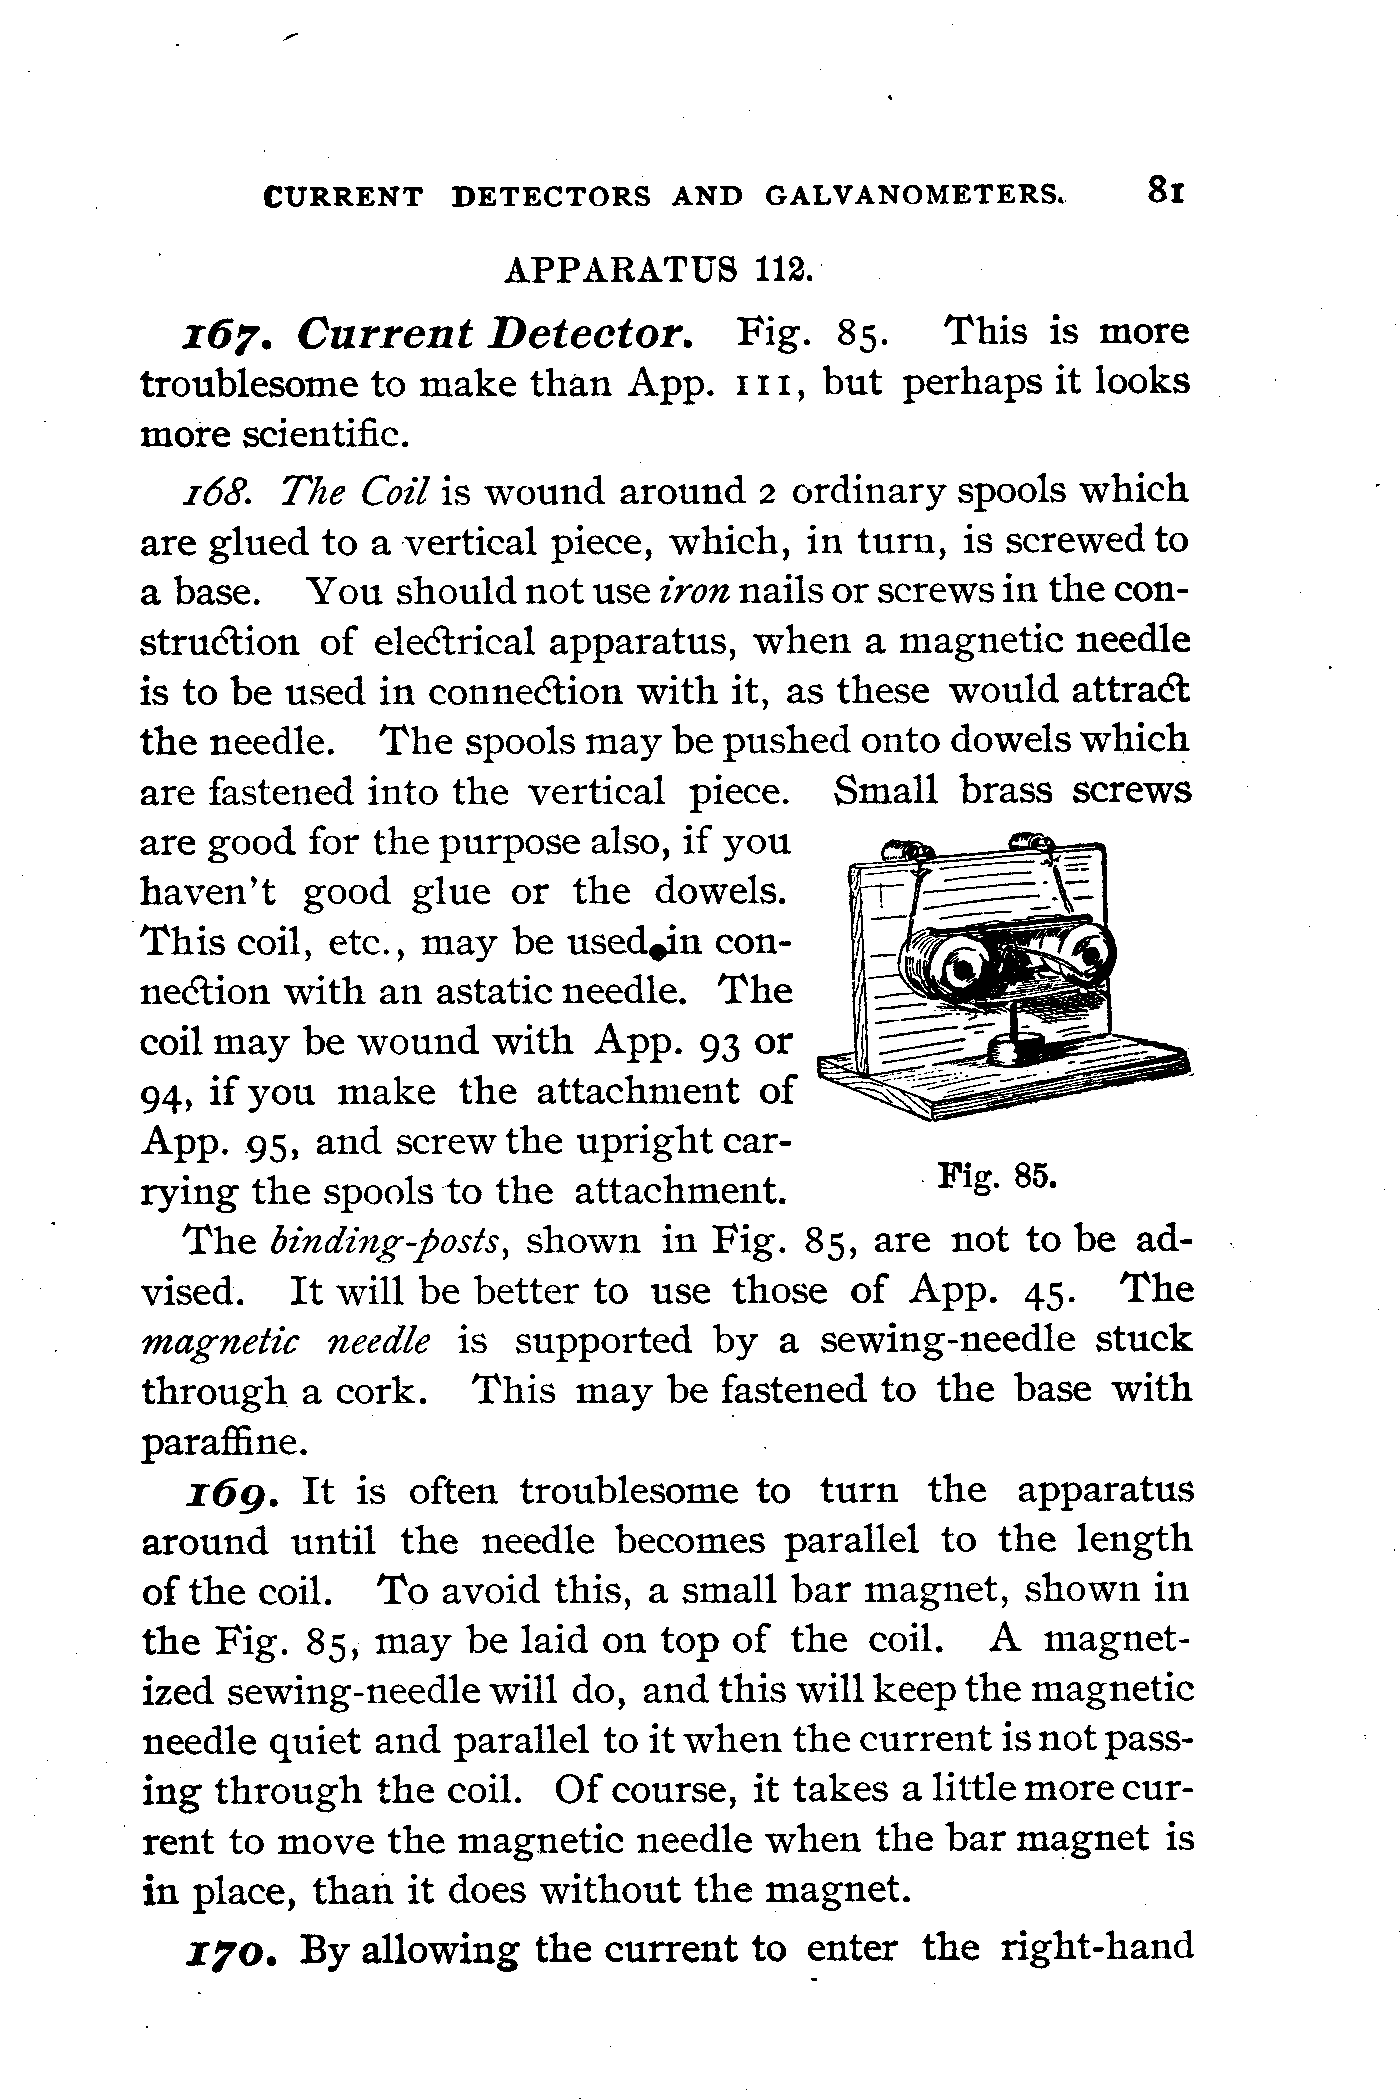 CURRENT DETECTORS AND GALVANOMETERS. 81
APPARATUS 112.
167. Current Detector. Fig. 85. This is more
troublesome to make than App. 111, but perhaps it looks
more scientific.
168. The Coil is wound around 2 ordinary spools which
are glued to a vertical piece, which, in turn, is screwed to
a base. You should not use iron nails or screws in the con-
struction of electrical apparatus, when a magnetic needle
is to be used in connection with it, as these would attract
the needle. The spools may be pushed onto dowels which
are fastened into the vertical piece. Small brass screws
are good for the purpose also, if you
haven't good glue or the dowels.
This coil, etc., may be used in con-
nection with an astatic needle. The
coil may be wound with App. 93 or
94, if you make the attachment of
App. 95, and screw the upright car-
rying the spools to the attachment.
Fig. 85.
The binding-posts, shown in Fig. 85, are not to be ad-
vised. It will be better to use those of App. 45. The
magnetic needle is supported by a sewing-needle stuck
through a cork. This may be fastened to the base with
paraffine.
169. It is often troublesome to turn the apparatus
around until the needle becomes parallel to the length
of the coil. To avoid this, a small bar magnet, shown in
the Fig. 85, may be laid on top of the coil. A magnet-
ized sewing-needle will do, and this will keep the magnetic
needle quiet and parallel to it when the current is not pass-
ing through the coil. Of course, it takes a little more cur-
rent to move the magnetic needle when the bar magnet is
in place, than it does without the magnet.
170. By allowing the current to enter the right-hand